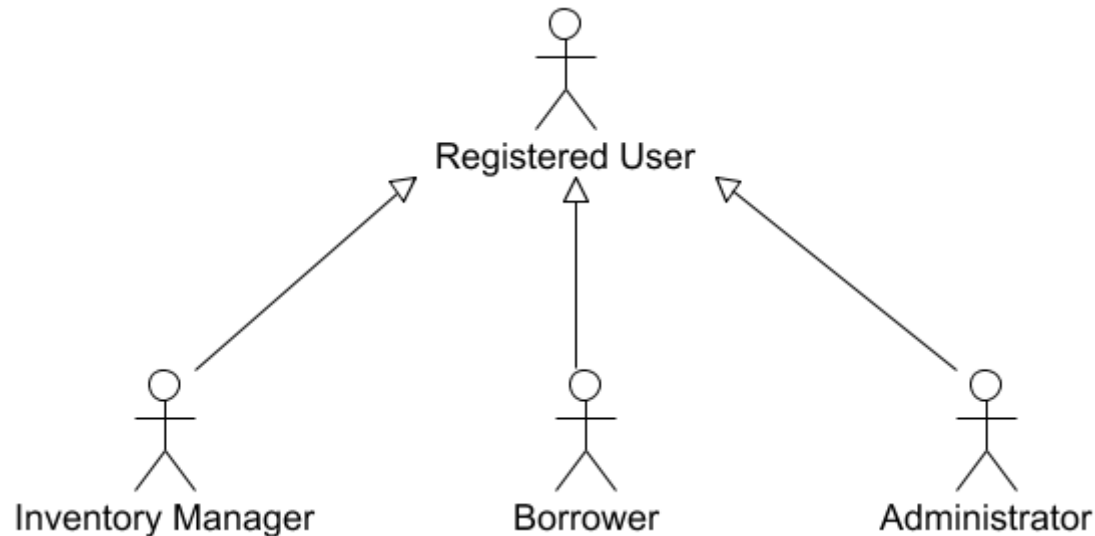 Registered User
Inventory Manager
Borrower
Administrator